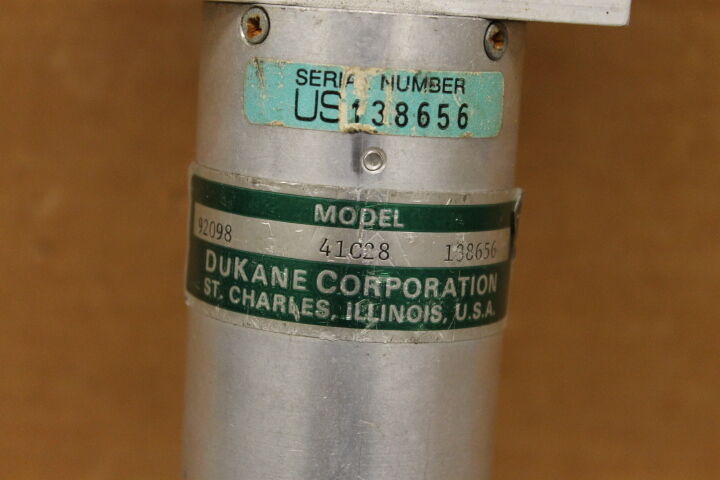 SERIAL NUMBER
US138656
MODEL
92098 41C28 138656
DUKANE CORPORATION
ST. CHARLES, ILLINOIS, U.S.A.